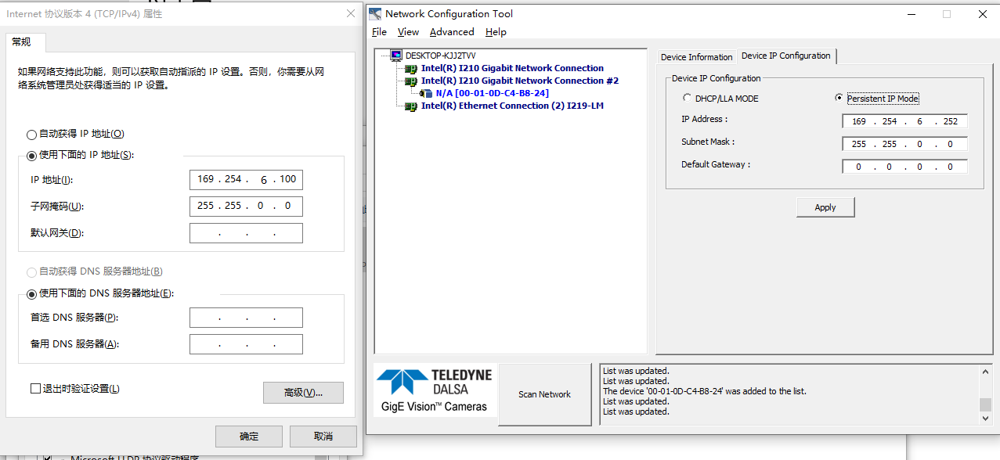 Internet 协议版本 4 (TCP/IPv4) 属性
常规
如果网络支持此功能，则可以获取自动指派的 IP 设置。否则，你需要从网
络系统管理员处获得适当的 IP 设置。
自动获得 IP 地址(O)
使用下面的 IP 地址(S):
IP 地址(I):
169 . 254 . 6 . 100
子网掩码(U):
255 . 255 . 0 . 0
默认网关(D):
. . .
自动获得 DNS 服务器地址(B)
使用下面的 DNS 服务器地址(E):
首选 DNS 服务器(P):
. . .
备用 DNS 服务器(A):
. . .
退出时验证设置(L)
高级(V)...
确定
取消
Microsoft LLDP 协议驱动程序
Network Configuration Tool
File View Advanced Help
DESKTOP-KJJ2TVV
Intel(R) I210 Gigabit Network Connection
Intel(R) I210 Gigabit Network Connection #2
N/A [00-01-0D-C4-B8-24]
Intel(R) Ethernet Connection (2) I219-LM
Device Information
Device IP Configuration
Device IP Configuration
DHCP/LLA MODE
Persistent IP Mode
IP Address :
169 . 254 . 6 . 252
Subnet Mask :
255 . 255 . 0 . 0
Default Gateway :
0 . 0 . 0 . 0
Apply
TELEDYNE
DALSA
GigE Vision™ Cameras
Scan Network
List was updated.
List was updated.
The device '00-01-0D-C4-B8-24' was added to the list.
List was updated.
List was updated.